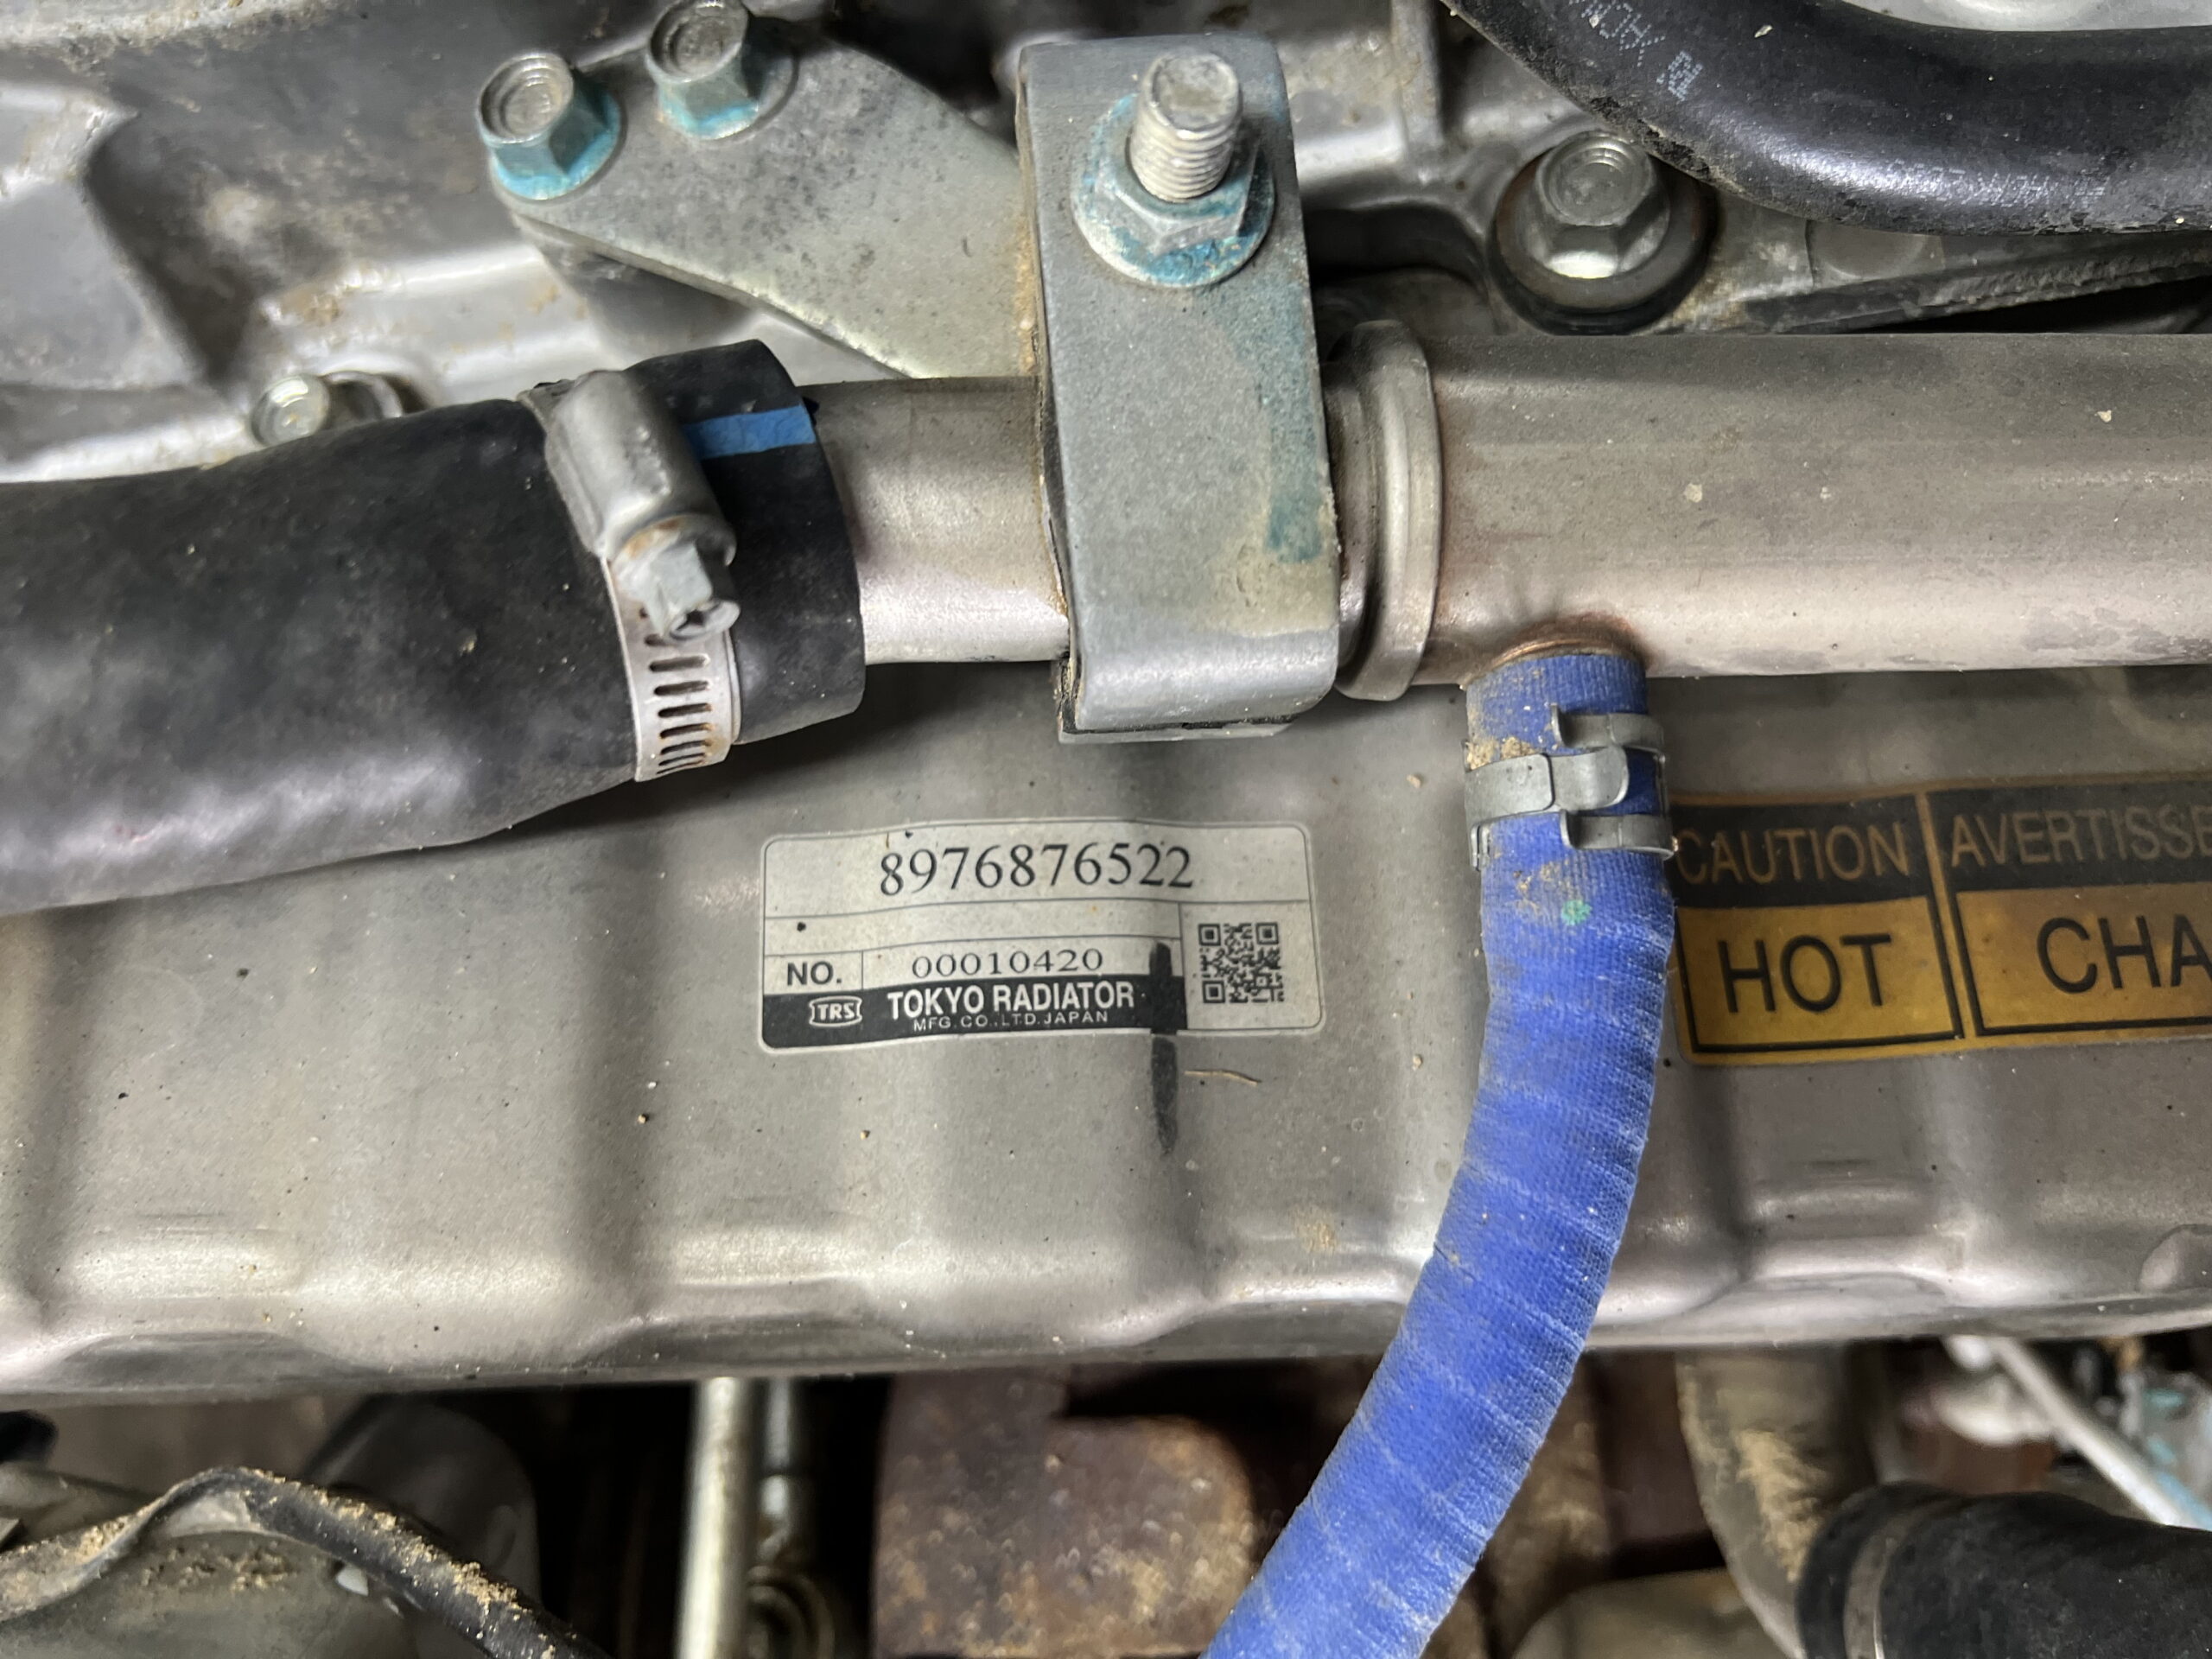 8976876522
NO. 00010420
TRS TOKYO RADIATOR
MFG.CO.,LTD.JAPAN
CAUTION AVERTISSE
HOT CHA